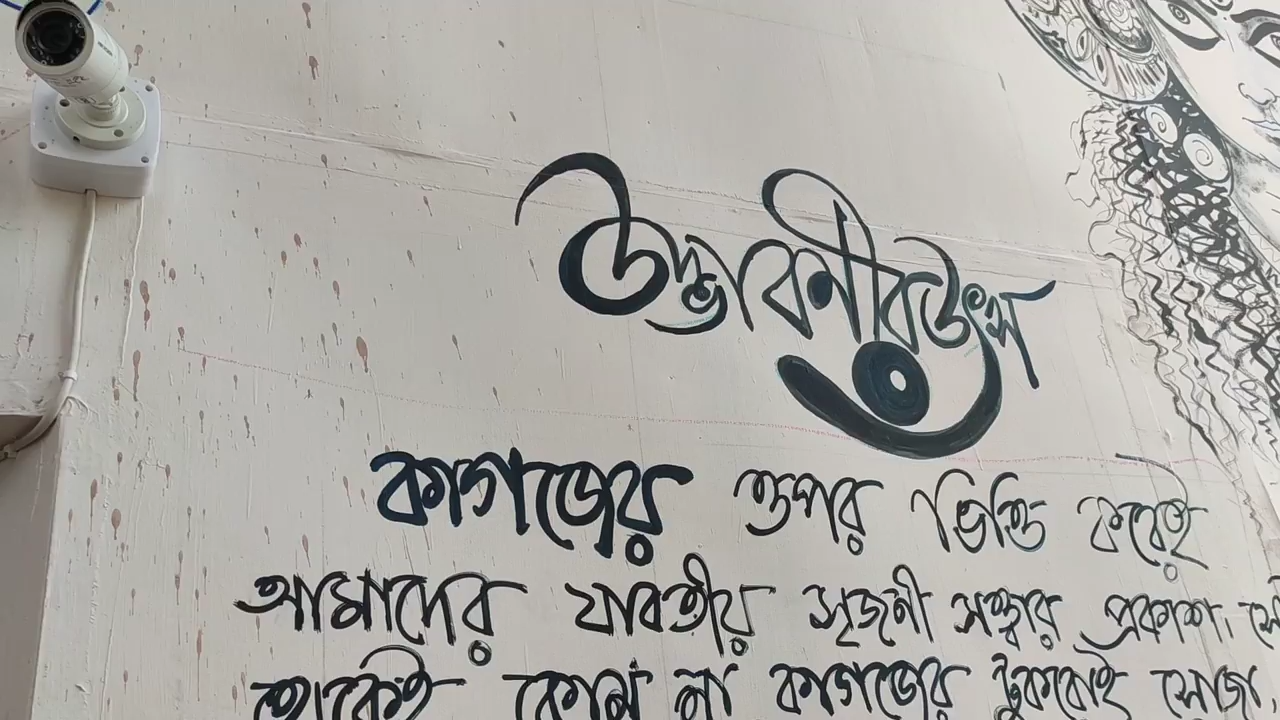 উদ্ভাবনীর উৎস
কাগজের ওপর ভিত্তি করেই
আমাদের যাবতীয় সৃজনী সত্ত্বার প্রকাশ।
কাগজের টুকরোই সোজা,